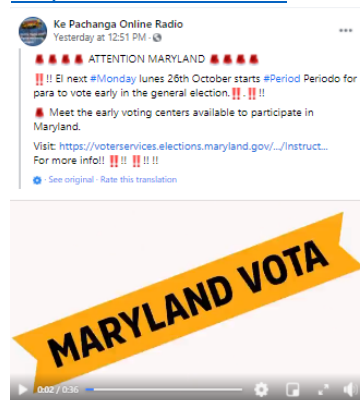 Ke Pachanga Online Radio
Yesterday at 12:51 PM ·
🚨🚨🚨🚨 ATTENTION MARYLAND 🚨🚨🚨🚨
‼️!! El next #Monday lunes 26th October starts #Period Periodo for
para to vote early in the general election.‼️.‼️!!
🚨 Meet the early voting centers available to participate in
Maryland.
Visit: https://voterservices.elections.maryland.gov/.../Instruct...
For more info!! ‼️!! ‼️!! !!
· See original · Rate this translation
MARYLAND VOTA
0:02 / 0:36